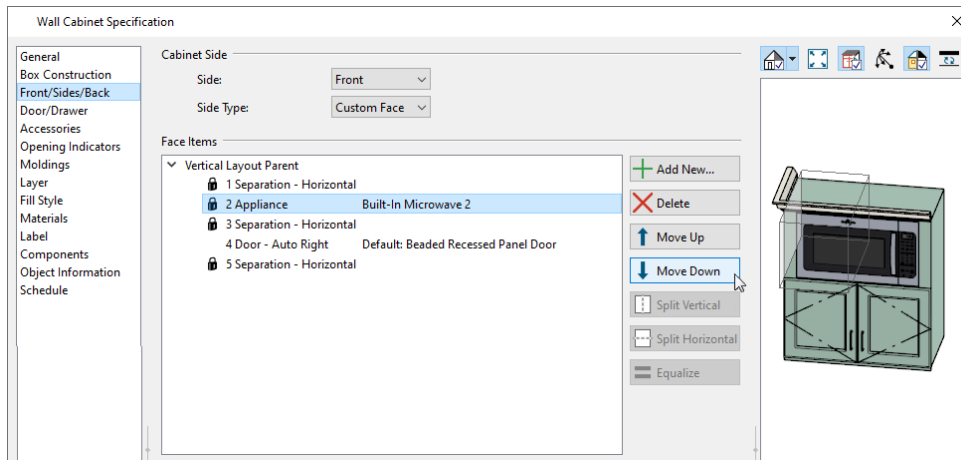 Wall Cabinet Specification
General
Box Construction
Front/Sides/Back
Door/Drawer
Accessories
Opening Indicators
Moldings
Layer
Fill Style
Materials
Label
Components
Object Information
Schedule
Cabinet Side
Side: Front
Side Type: Custom Face
Face Items
Vertical Layout Parent
1 Separation - Horizontal
2 Appliance Built-In Microwave 2
3 Separation - Horizontal
4 Door - Auto Right Default: Beaded Recessed Panel Door
5 Separation - Horizontal
Add New...
Delete
Move Up
Move Down
Split Vertical
Split Horizontal
Equalize